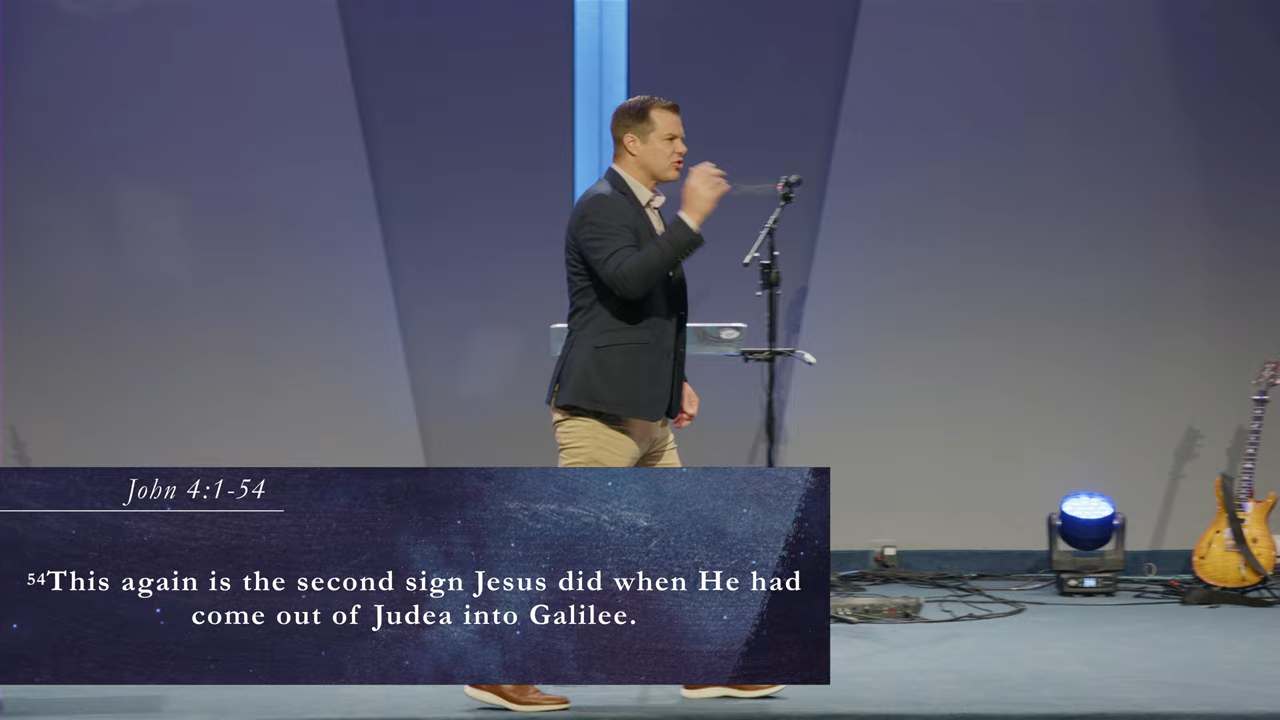 John 4:1-54
⁵⁴This again is the second sign Jesus did when He had
come out of Judea into Galilee.